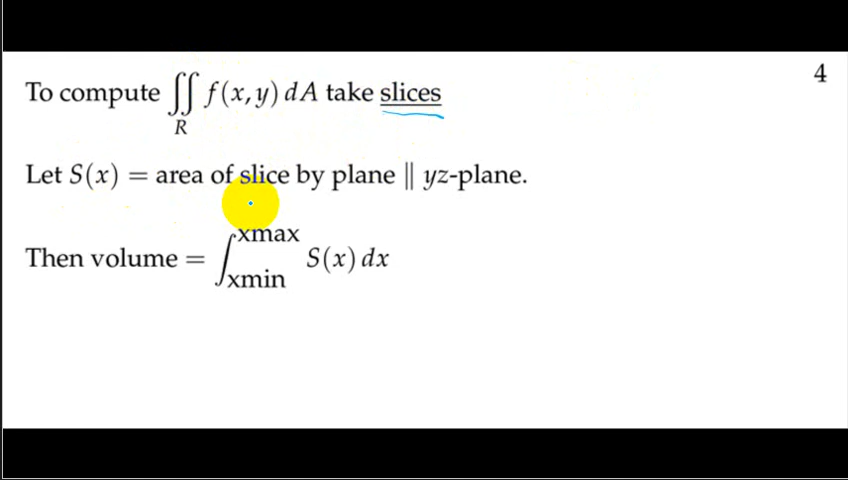 4
To compute ∬_R f(x, y) dA take slices
Let S(x) = area of slice by plane ∥ yz-plane.
Then volume = ∫_{xmin}^{xmax} S(x) dx